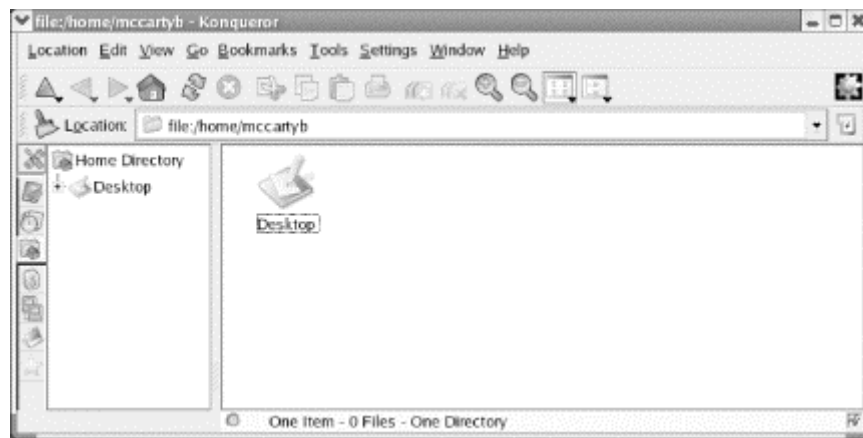 file:/home/mccartyb - Konqueror
Location Edit View Go Bookmarks Tools Settings Window Help
Location: file:/home/mccartyb
Home Directory
Desktop
Desktop
One Item - 0 Files - One Directory